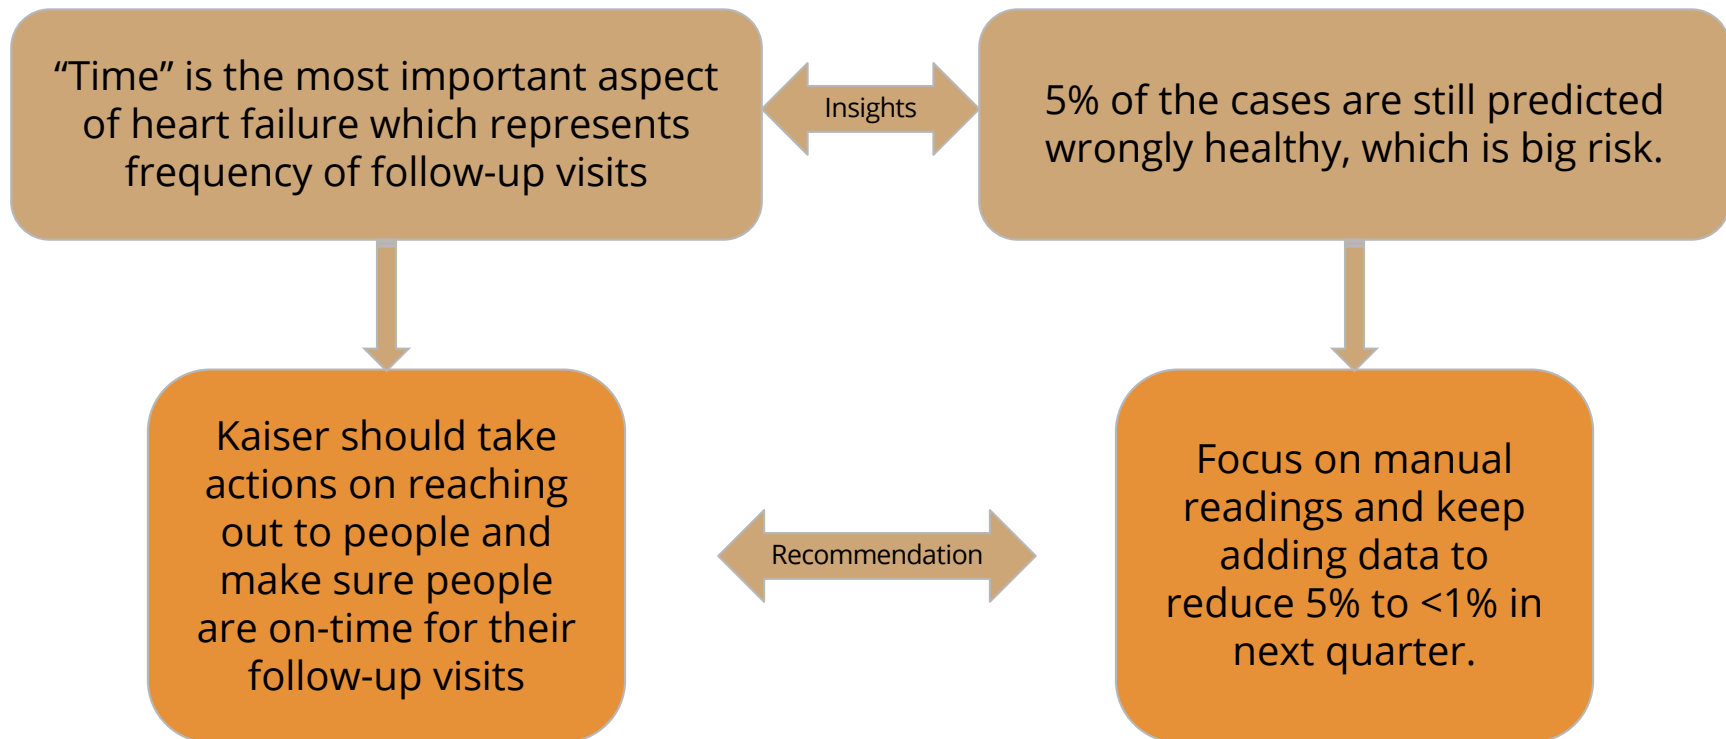 “Time” is the most important aspect
of heart failure which represents
frequency of follow-up visits
Insights
5% of the cases are still predicted
wrongly healthy, which is big risk.
Kaiser should take
actions on reaching
out to people and
make sure people
are on-time for their
follow-up visits
Recommendation
Focus on manual
readings and keep
adding data to
reduce 5% to <1% in
next quarter.